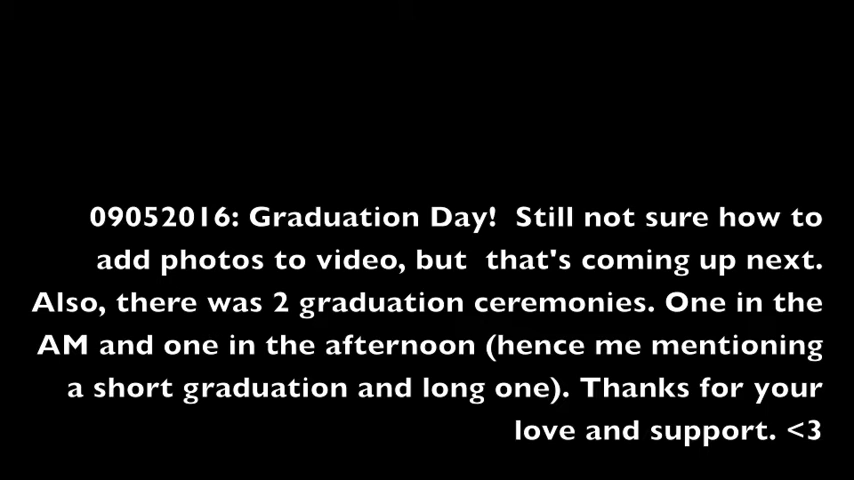 09052016: Graduation Day!  Still not sure how to
add photos to video, but  that's coming up next.
Also, there was 2 graduation ceremonies. One in the
AM and one in the afternoon (hence me mentioning
a short graduation and long one). Thanks for your
love and support. <3